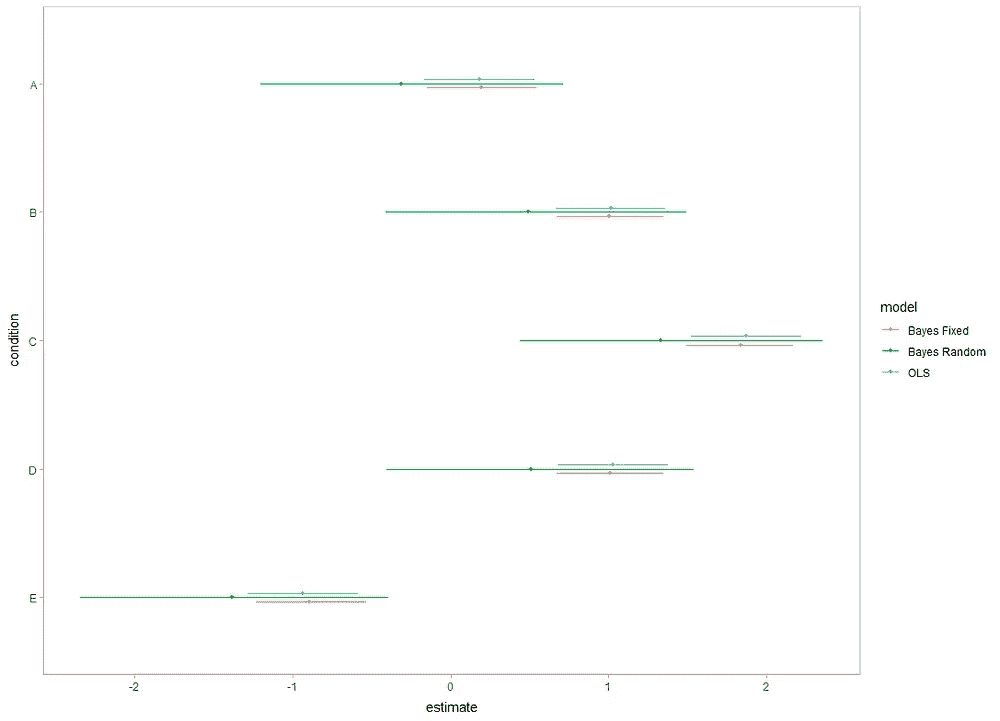 A
B
C
D
E
condition
-2
-1
0
1
2
estimate
model
Bayes Fixed
Bayes Random
OLS